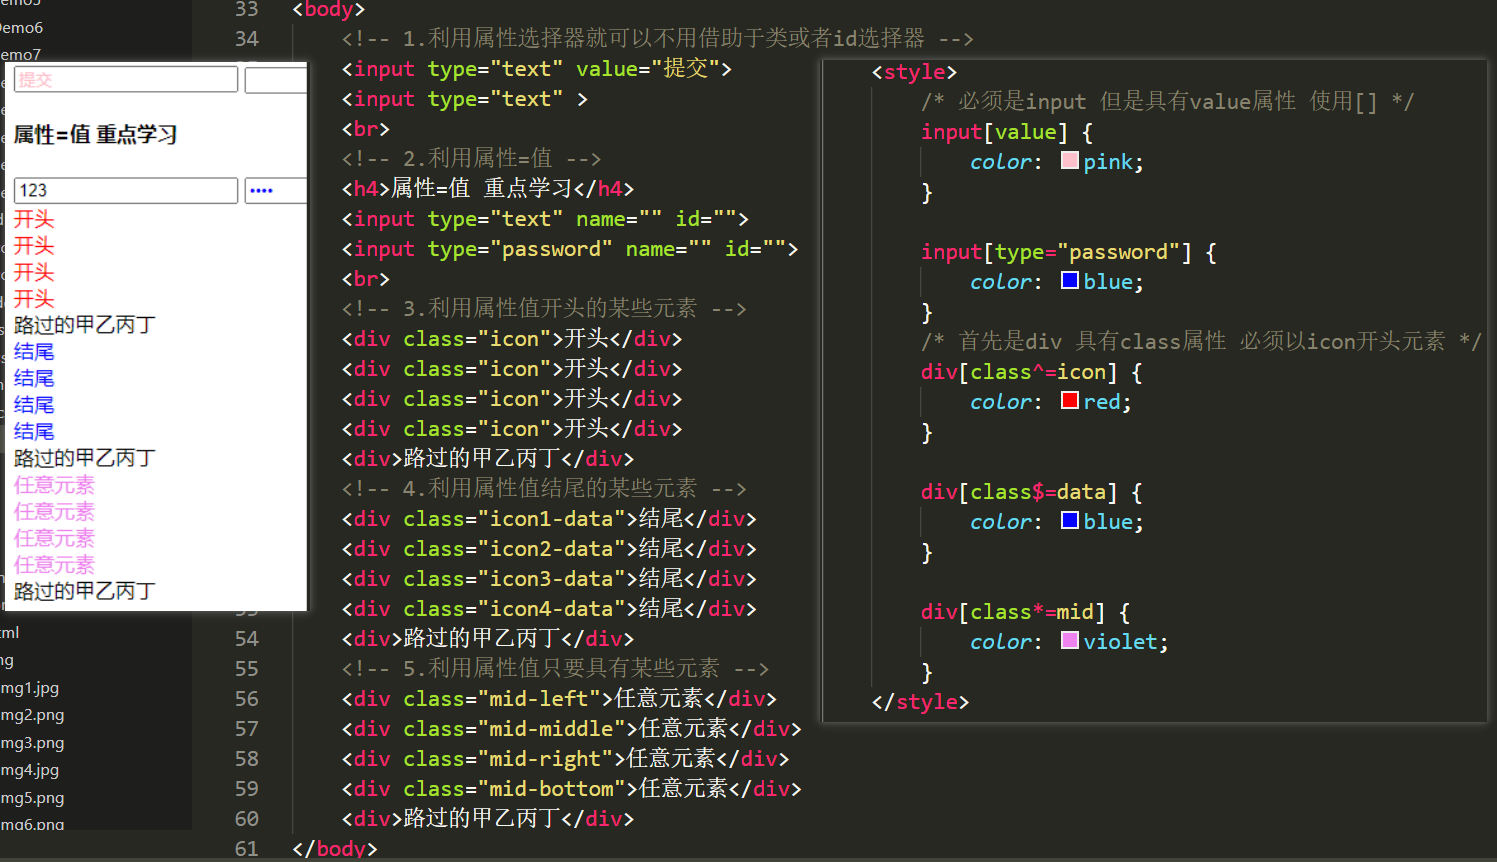 emo6
emo7
33 <body>
34 <!-- 1.利用属性选择器就可以不用借助于类或者id选择器 -->
<input type="text" value="提交">
<input type="text" >
<br>
<!-- 2.利用属性=值 -->
<h4>属性=值 重点学习</h4>
<input type="text" name="" id="">
<input type="password" name="" id="">
<br>
<!-- 3.利用属性值开头的某些元素 -->
<div class="icon">开头</div>
<div class="icon">开头</div>
<div class="icon">开头</div>
<div class="icon">开头</div>
<div>路过的甲乙丙丁</div>
<!-- 4.利用属性值结尾的某些元素 -->
<div class="icon1-data">结尾</div>
<div class="icon2-data">结尾</div>
<div class="icon3-data">结尾</div>
<div class="icon4-data">结尾</div>
54 <div>路过的甲乙丙丁</div>
55 <!-- 5.利用属性值只要具有某些元素 -->
56 <div class="mid-left">任意元素</div>
57 <div class="mid-middle">任意元素</div>
58 <div class="mid-right">任意元素</div>
59 <div class="mid-bottom">任意元素</div>
60 <div>路过的甲乙丙丁</div>
61 </body>
提交
属性=值 重点学习
123
••••
开头
开头
开头
开头
路过的甲乙丙丁
结尾
结尾
结尾
结尾
路过的甲乙丙丁
任意元素
任意元素
任意元素
任意元素
路过的甲乙丙丁
tml
ng
mg1.jpg
mg2.png
mg3.png
mg4.jpg
mg5.png
mg6.png
<style>
/* 必须是input 但是具有value属性 使用[] */
input[value] {
color: pink;
}
input[type="password"] {
color: blue;
}
/* 首先是div 具有class属性 必须以icon开头元素 */
div[class^=icon] {
color: red;
}
div[class$=data] {
color: blue;
}
div[class*=mid] {
color: violet;
}
</style>